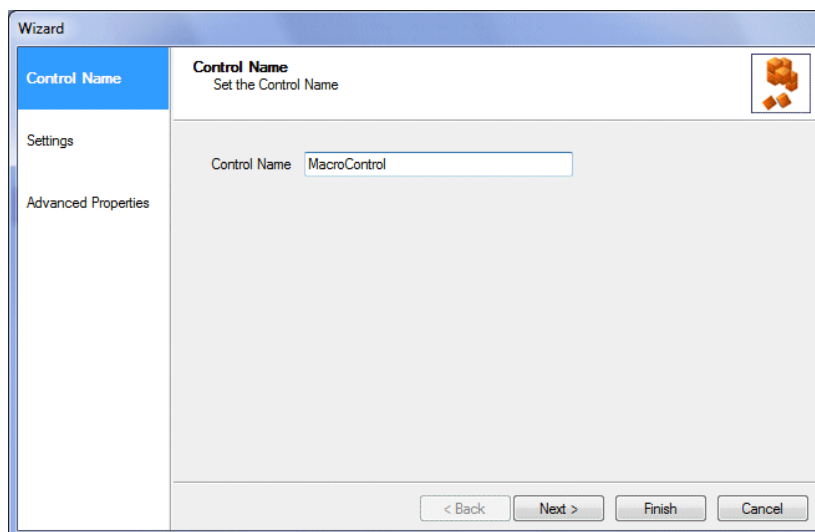 Wizard
Control Name
Control Name
Set the Control Name
Settings
Control Name MacroControl
Advanced Properties
< Back Next > Finish Cancel